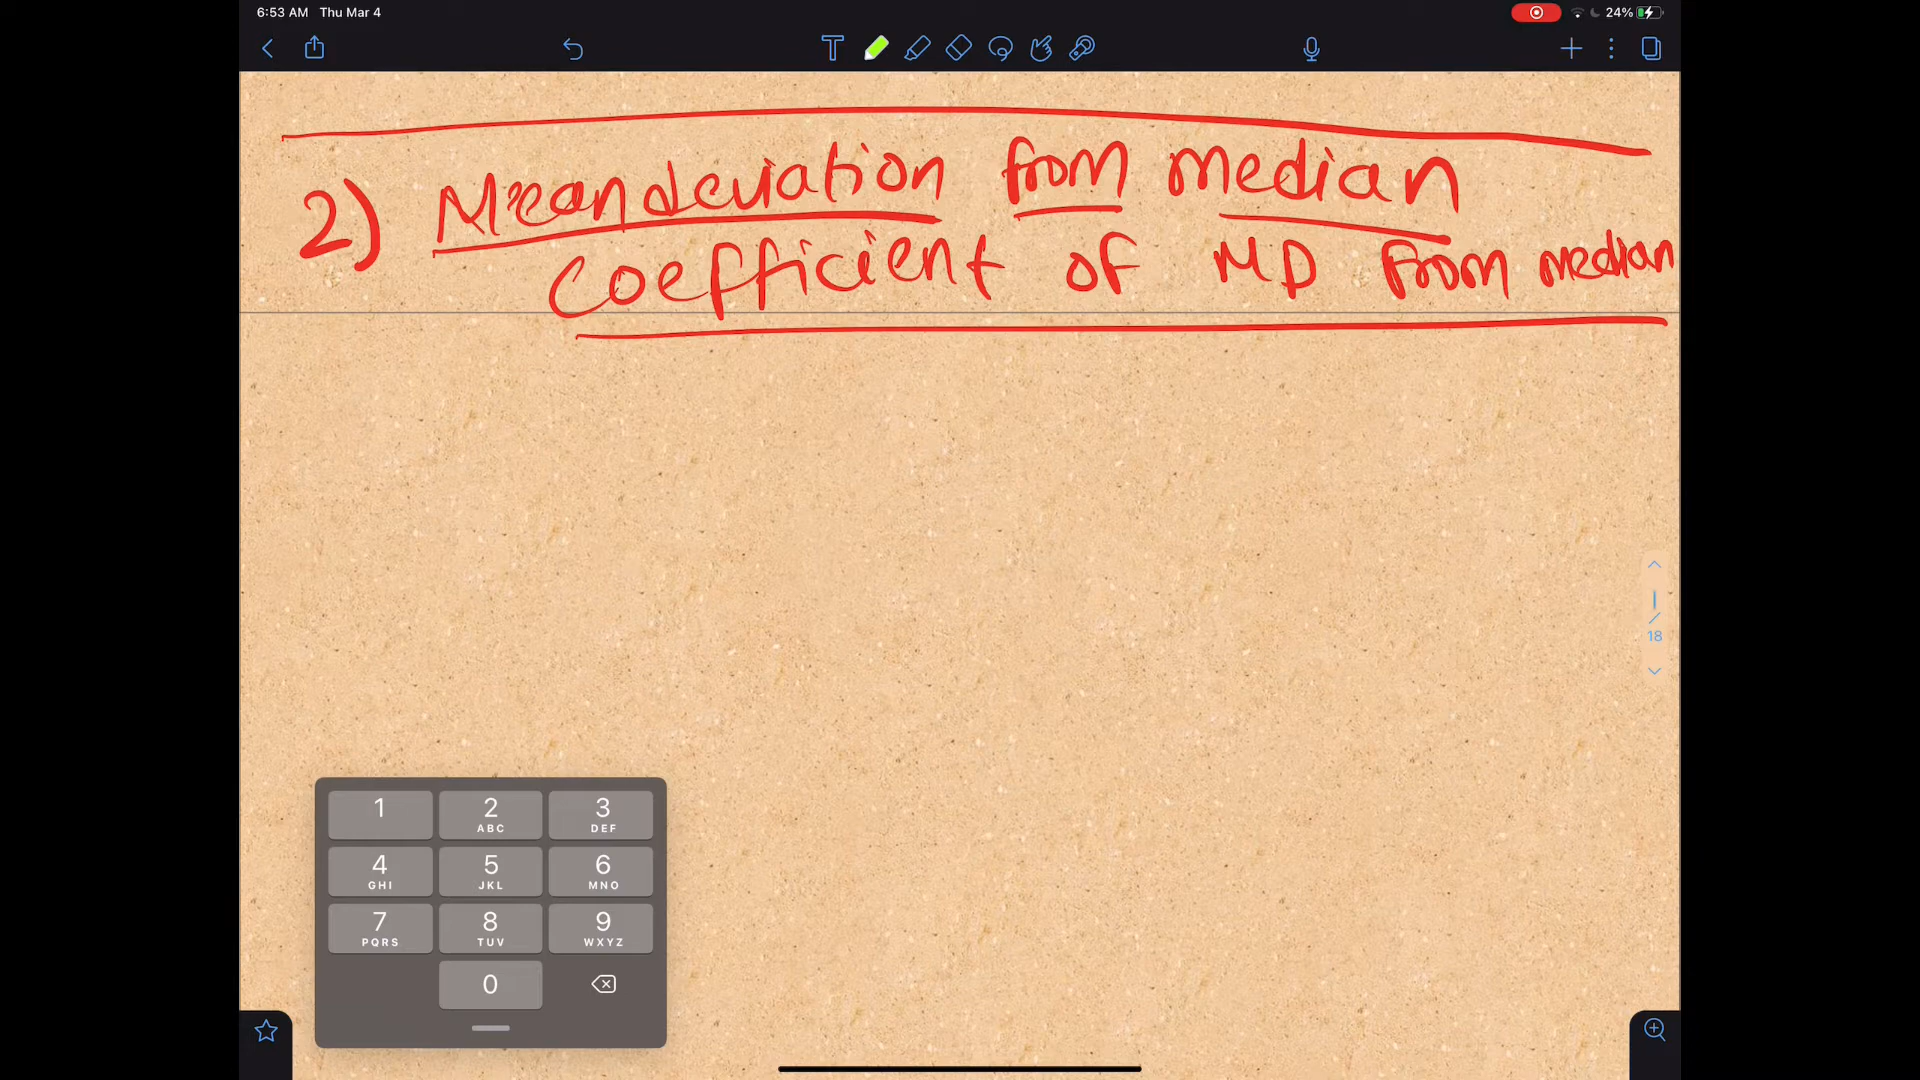 6:53 AM Thu Mar 4
24%
2) Mean deviation from median
Coefficient of MD from median
18
1
2 ABC
3 DEF
4 GHI
5 JKL
6 MNO
7 PQRS
8 TUV
9 WXYZ
0